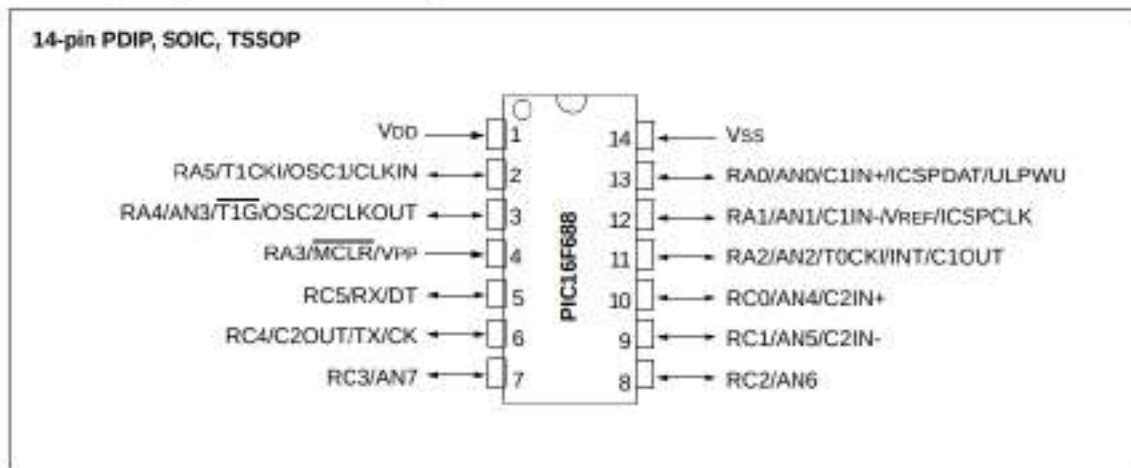 14-pin PDIP, SOIC, TSSOP
VDD
1
14
VSS
RA5/T1CKI/OSC1/CLKIN
2
13
RA0/AN0/C1IN+/ICSPDAT/ULPWU
RA4/AN3/T1G/OSC2/CLKOUT
3
12
RA1/AN1/C1IN-/VREF/ICSPCLK
RA3/MCLR/VPP
4
11
RA2/AN2/T0CKI/INT/C1OUT
RC5/RX/DT
5
10
RC0/AN4/C2IN+
RC4/C2OUT/TX/CK
6
9
RC1/AN5/C2IN-
RC3/AN7
7
8
RC2/AN6
PIC16F688